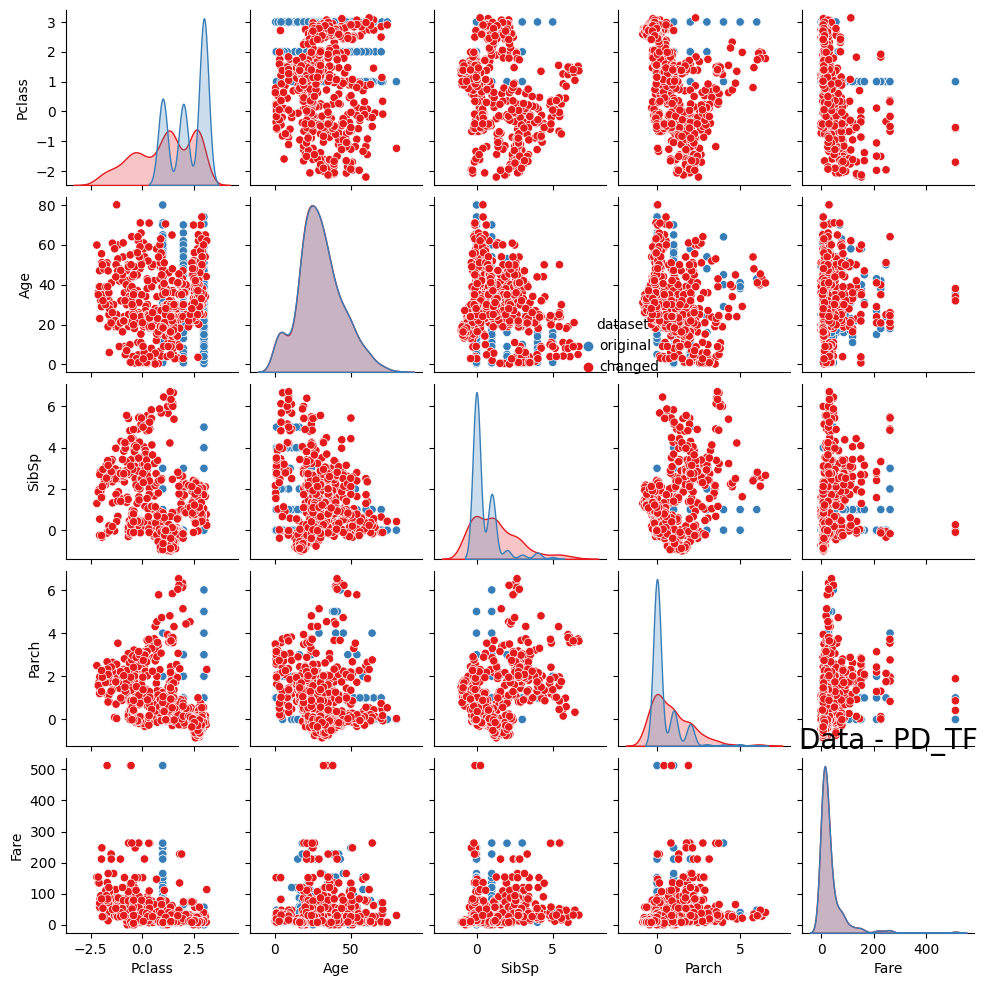 Pclass
3
2
1
0
−1
−2
Age
80
60
40
20
0
dataset
original
changed
SibSp
6
4
2
0
Parch
6
4
2
0
Data - PD_TF
Fare
500
400
300
200
100
0
−2.5 0.0 2.5 0 50 0 5 0 5 0 200 400
Pclass Age SibSp Parch Fare